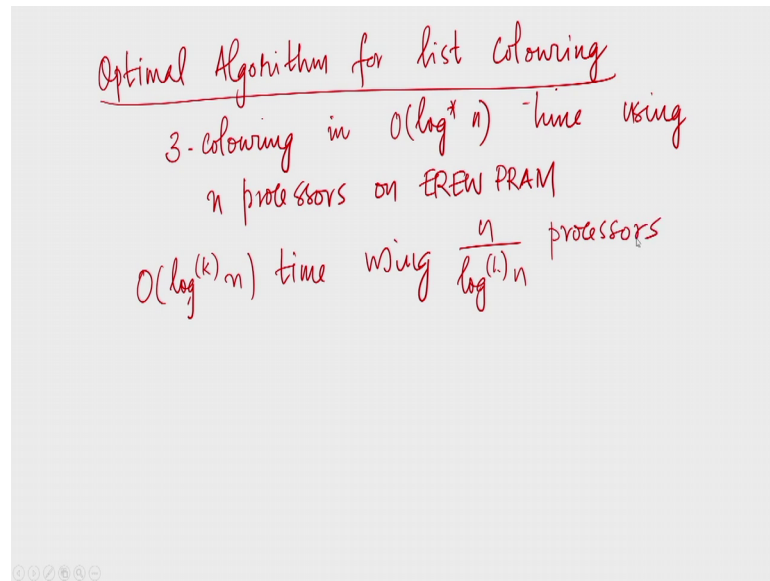 Optimal Algorithm for list colouring
3-colouring in O(log* n) time using
n processors on EREW PRAM
O(log^(k) n) time using n / log^(k) n processors